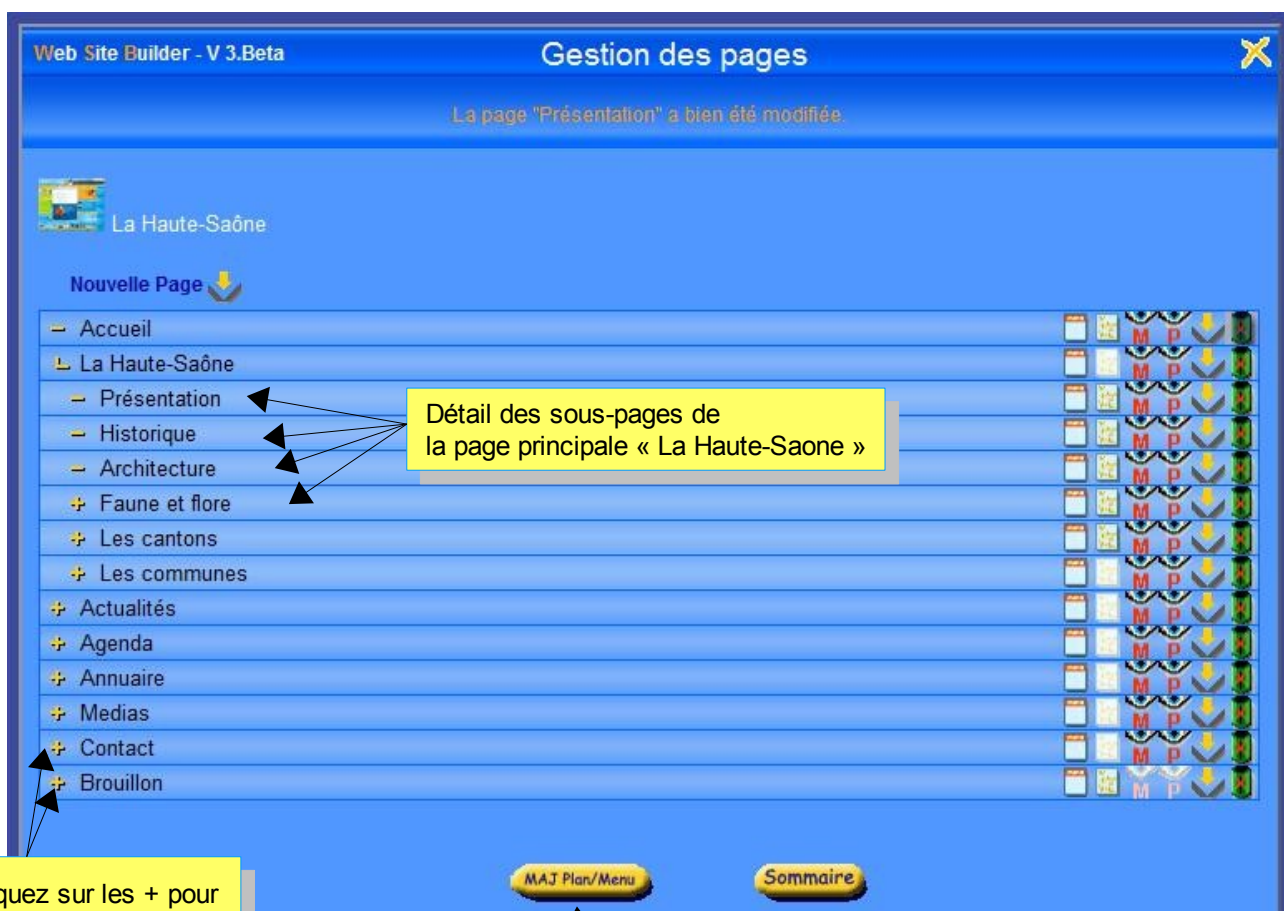 Web Site Builder - V 3.Beta
Gestion des pages
La page "Présentation" a bien été modifiée.
La Haute-Saône
Nouvelle Page
Accueil
M P
La Haute-Saône
M P
Présentation
M P
Historique
M P
Architecture
M P
Faune et flore
M P
Les cantons
M P
Les communes
M P
Actualités
M P
Agenda
M P
Annuaire
M P
Medias
M P
Contact
M P
Brouillon
M P
Détail des sous-pages de
la page principale « La Haute-Saone »
quez sur les + pour
MAJ Plan/Menu
Sommaire